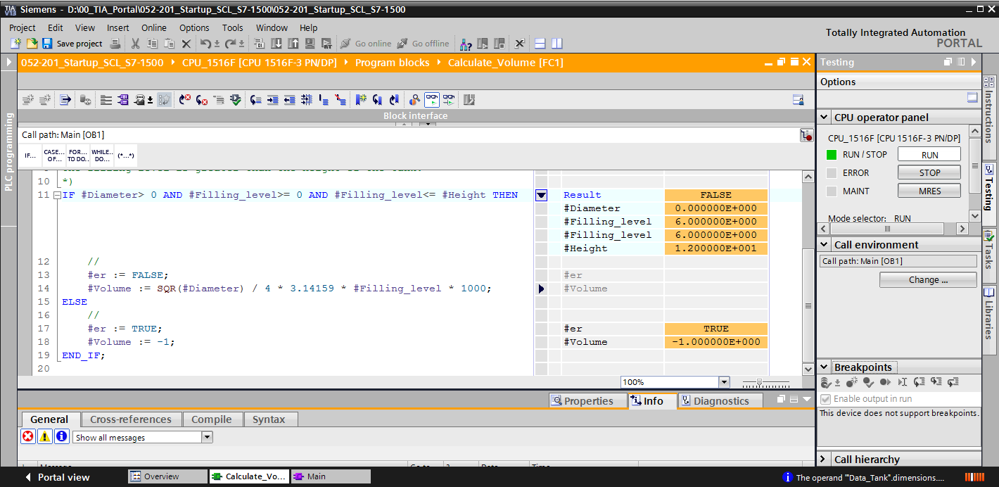 Siemens - D:\00_TIA_Portal\052-201_Startup_SCL_S7-1500\052-201_Startup_SCL_S7-1500
Project Edit View Insert Online Options Tools Window Help
Totally Integrated Automation
PORTAL
Save project Go online Go offline
052-201_Startup_SCL_S7-1500 CPU_1516F [CPU 1516F-3 PN/DP] Program blocks Calculate_Volume [FC1]
Block interface
Call path: Main [OB1]
IF... CASE... OF... FOR... TO DO.. WHILE.. DO... (*...*)
PLC programming
10 *)
11 IF #Diameter> 0 AND #Filling_level>= 0 AND #Filling_level<= #Height THEN
12 //
13 #er := FALSE;
14 #Volume := SQR(#Diameter) / 4 * 3.14159 * #Filling_level * 1000;
15 ELSE
16 //
17 #er := TRUE;
18 #Volume := -1;
19 END_IF;
20
Result FALSE
#Diameter 0.000000E+000
#Filling_level 6.000000E+000
#Filling_level 6.000000E+000
#Height 1.200000E+001
#er
#Volume
#er TRUE
#Volume -1.000000E+000
100%
Properties Info Diagnostics
General Cross-references Compile Syntax
Show all messages
Testing
Options
CPU operator panel
CPU_1516F [CPU 1516F-3 PN/DP]
RUN / STOP RUN
ERROR STOP
MAINT MRES
Mode selector: RUN
Call environment
Call path: Main [OB1]
Change ...
Breakpoints
Enable output in run
This device does not support breakpoints.
Call hierarchy
Instructions
Testing
Tasks
Libraries
Portal view Overview Calculate_Vo... Main The operand '"Data_Tank".dimensions....